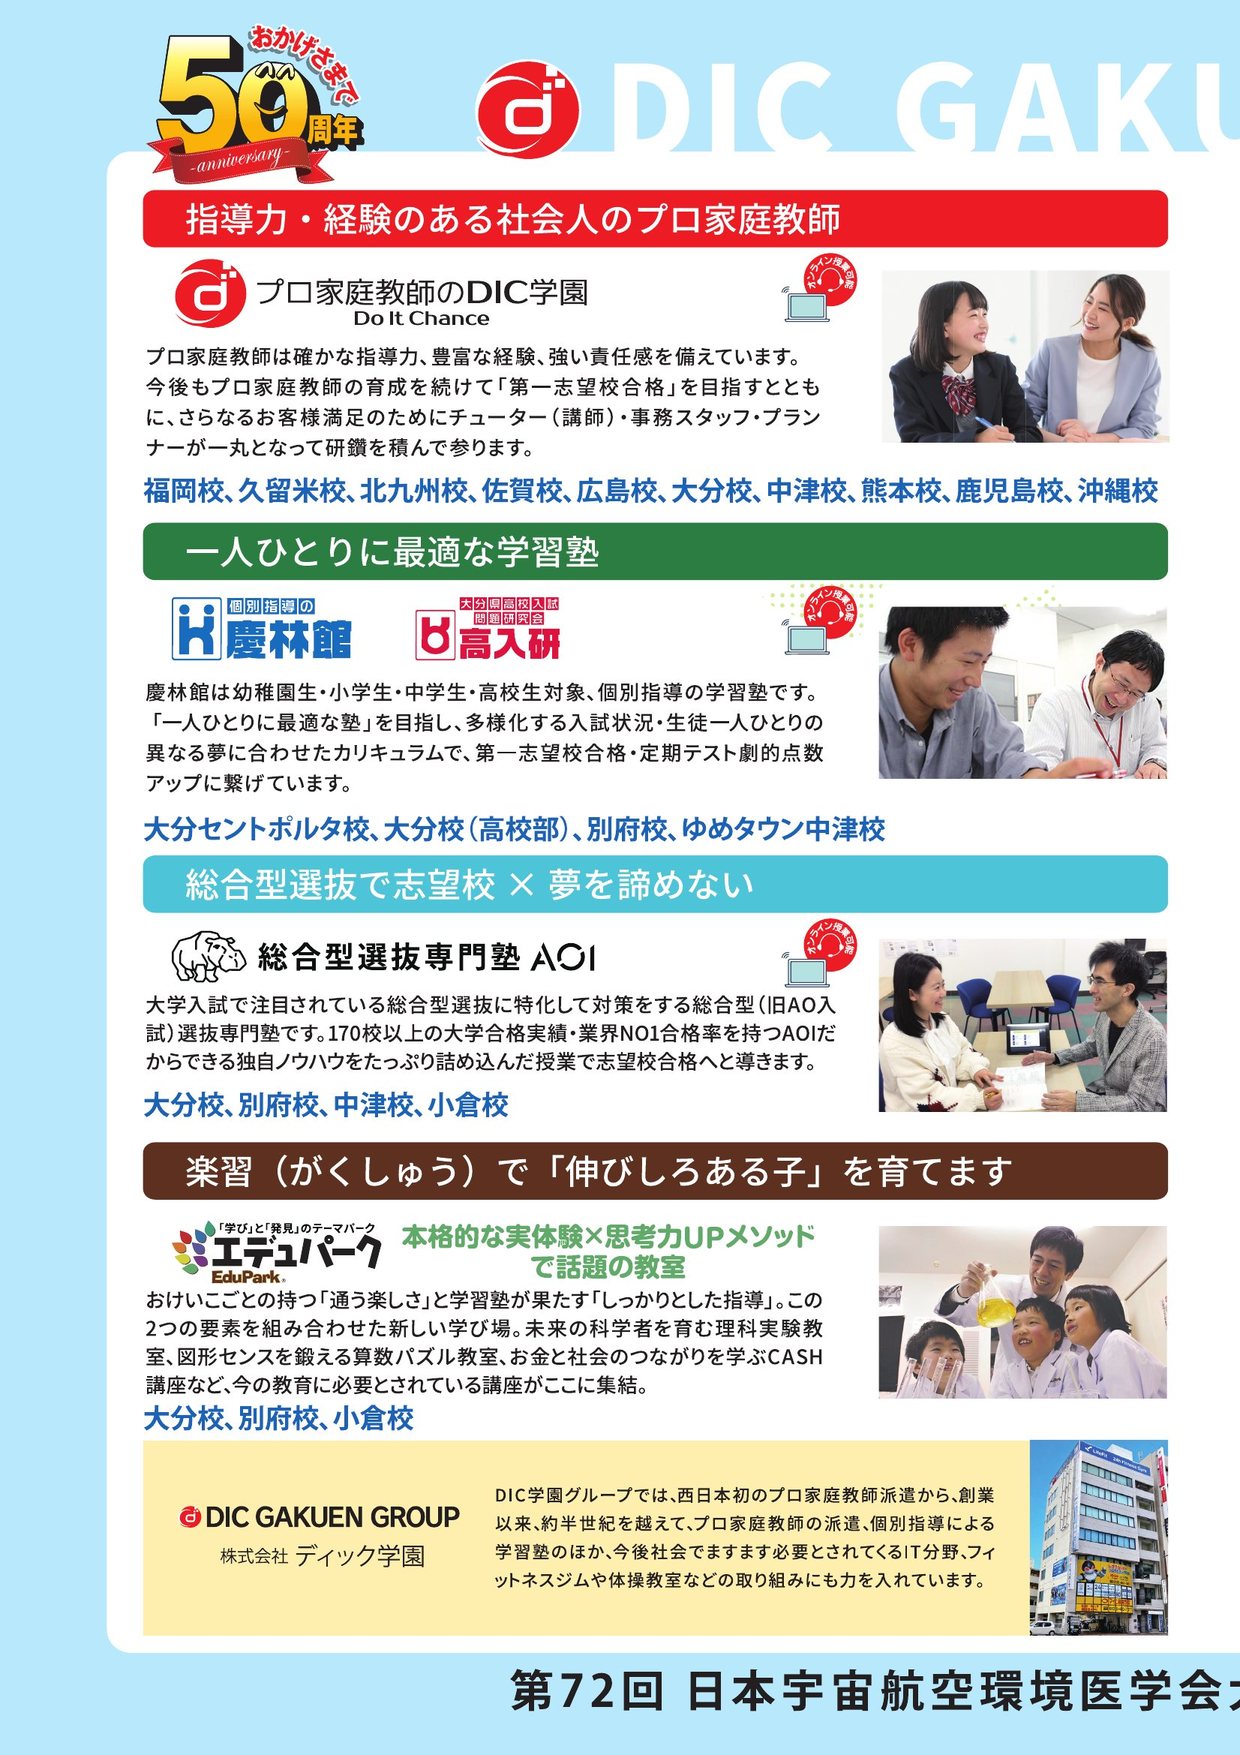 おかげさまで
50周年
-anniversary-
DIC GAKU
指導力・経験のある社会人のプロ家庭教師
プロ家庭教師のDIC学園
Do It Chance
オンライン授業可能
プロ家庭教師は確かな指導力、豊富な経験、強い責任感を備えています。
今後もプロ家庭教師の育成を続けて「第一志望校合格」を目指すととも
に、さらなるお客様満足のためにチューター（講師）・事務スタッフ・プラン
ナーが一丸となって研鑽を積んで参ります。
福岡校、久留米校、北九州校、佐賀校、広島校、大分校、中津校、熊本校、鹿児島校、沖縄校
一人ひとりに最適な学習塾
個別指導の
慶林館
大分県高校入試
問題研究会
高入研
オンライン授業可能
慶林館は幼稚園生・小学生・中学生・高校生対象、個別指導の学習塾です。
「一人ひとりに最適な塾」を目指し、多様化する入試状況・生徒一人ひとりの
異なる夢に合わせたカリキュラムで、第一志望校合格・定期テスト劇的点数
アップに繋げています。
大分セントポルタ校、大分校（高校部）、別府校、ゆめタウン中津校
総合型選抜で志望校 × 夢を諦めない
総合型選抜専門塾 AOI
オンライン授業可能
大学入試で注目されている総合型選抜に特化して対策をする総合型（旧AO入
試）選抜専門塾です。170校以上の大学合格実績・業界NO1合格率を持つAOIだ
からできる独自ノウハウをたっぷり詰め込んだ授業で志望校合格へと導きます。
大分校、別府校、中津校、小倉校
楽習（がくしゅう）で「伸びしろある子」を育てます
「学び」と「発見」のテーマパーク
エデュパーク
EduPark®
本格的な実体験×思考力UPメソッド
で話題の教室
おけいこごとの持つ「通う楽しさ」と学習塾が果たす「しっかりとした指導」。この
2つの要素を組み合わせた新しい学び場。未来の科学者を育む理科実験教
室、図形センスを鍛える算数パズル教室、お金と社会のつながりを学ぶCASH
講座など、今の教育に必要とされている講座がここに集結。
大分校、別府校、小倉校
DIC GAKUEN GROUP
株式会社 ディック学園
DIC学園グループでは、西日本初のプロ家庭教師派遣から、創業
以来、約半世紀を越えて、プロ家庭教師の派遣、個別指導による
学習塾のほか、今後社会でますます必要とされてくるIT分野、フィ
ットネスジムや体操教室などの取り組みにも力を入れています。
第72回 日本宇宙航空環境医学会